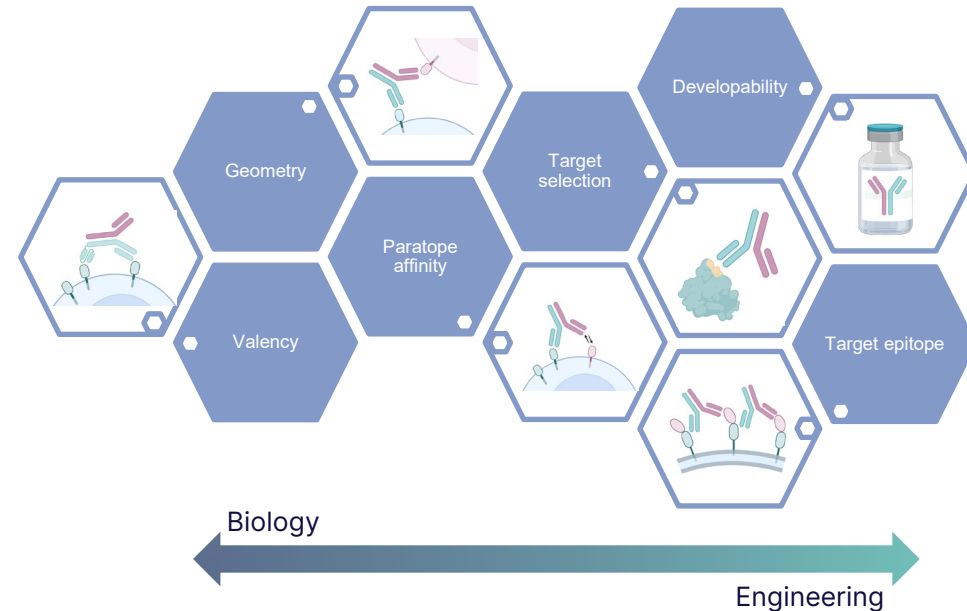 Developability
Geometry
Target
selection
Paratope
affinity
Valency
Target epitope
Biology
Engineering